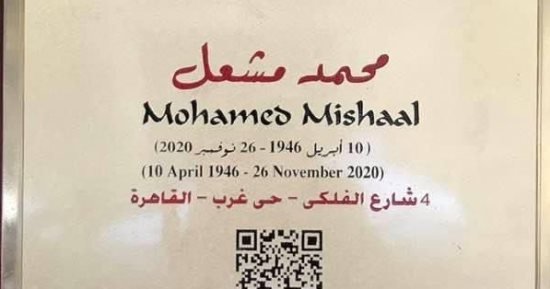 محمد مشعل
Mohamed Mishaal
(10 أبريل 1946 - 26 نوفمبر 2020)
(10 April 1946 - 26 November 2020)
4 شارع الفلكى - حى غرب - القاهرة